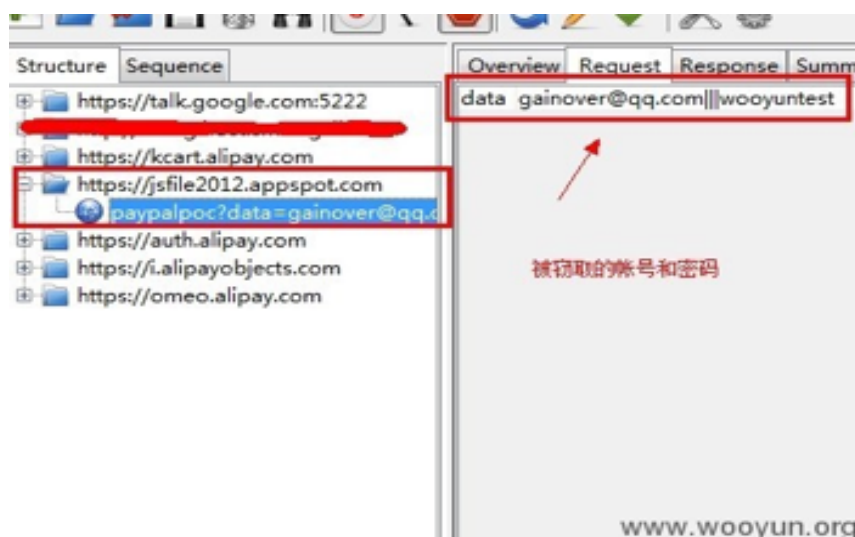 Structure Sequence
Overview Request Response Summ
https://talk.google.com:5222
https://kcart.alipay.com
https://jsfile2012.appspot.com
paypalpoc?data=gainover@qq.c
https://auth.alipay.com
https://i.alipayobjects.com
https://omeo.alipay.com
data gainover@qq.com|||wooyuntest
被窃取的帐号和密码
www.wooyun.org